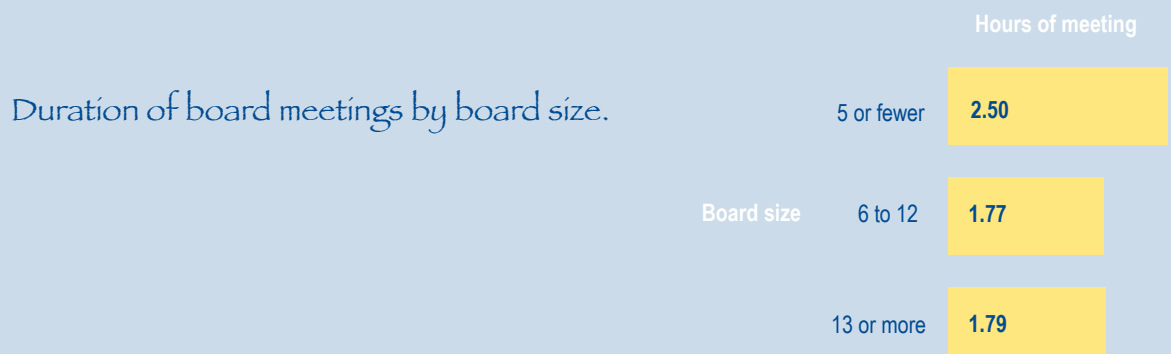 Hours of meeting
Duration of board meetings by board size.
5 or fewer 2.50
Board size 6 to 12 1.77
13 or more 1.79